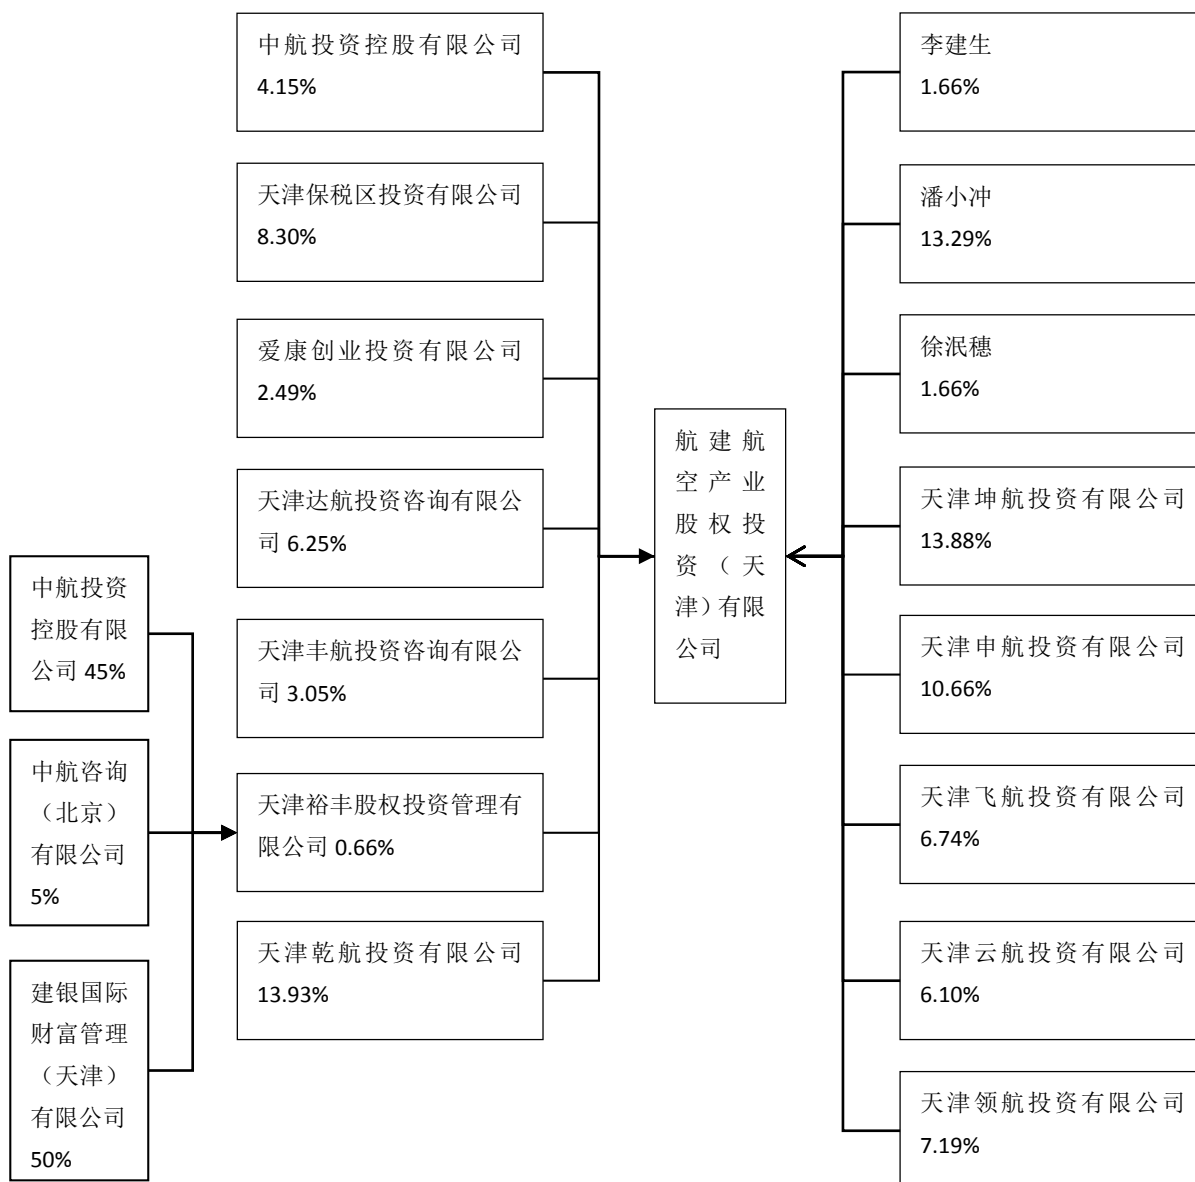 中航投资控股有限公司
4.15%
天津保税区投资有限公司
8.30%
爱康创业投资有限公司
2.49%
天津达航投资咨询有限公
司 6.25%
天津丰航投资咨询有限公
司 3.05%
天津裕丰股权投资管理有
限公司 0.66%
天津乾航投资有限公司
13.93%
中航投资
控股有限
公司 45%
中航咨询
（北京）
有限公司
5%
建银国际
财富管理
（天津）
有限公司
50%
航建航
空产业
股权投
资（天
津）有限
公司
李建生
1.66%
潘小冲
13.29%
徐泯穗
1.66%
天津坤航投资有限公司
13.88%
天津申航投资有限公司
10.66%
天津飞航投资有限公司
6.74%
天津云航投资有限公司
6.10%
天津领航投资有限公司
7.19%